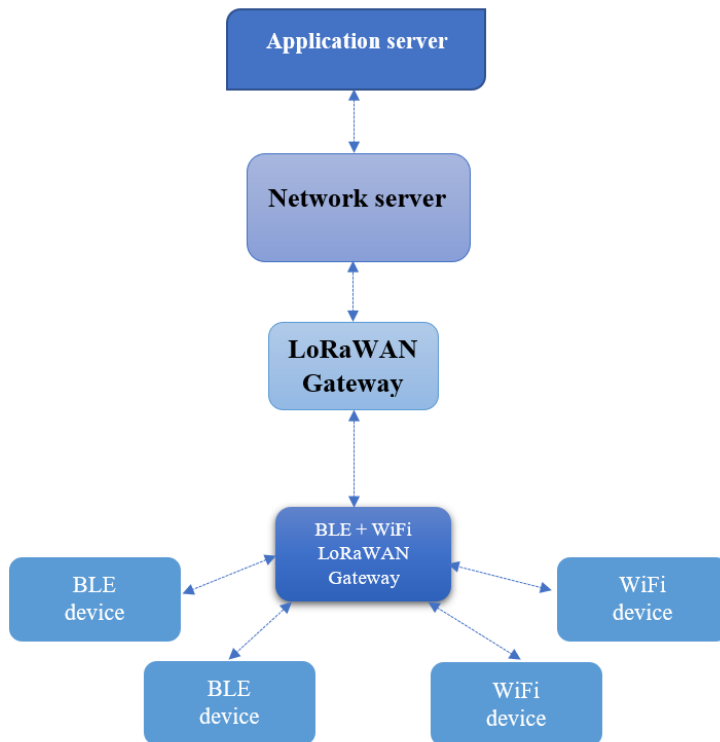 Application server
Network server
LoRaWAN
Gateway
BLE + WiFi
LoRaWAN
Gateway
BLE
device
WiFi
device
BLE
device
WiFi
device